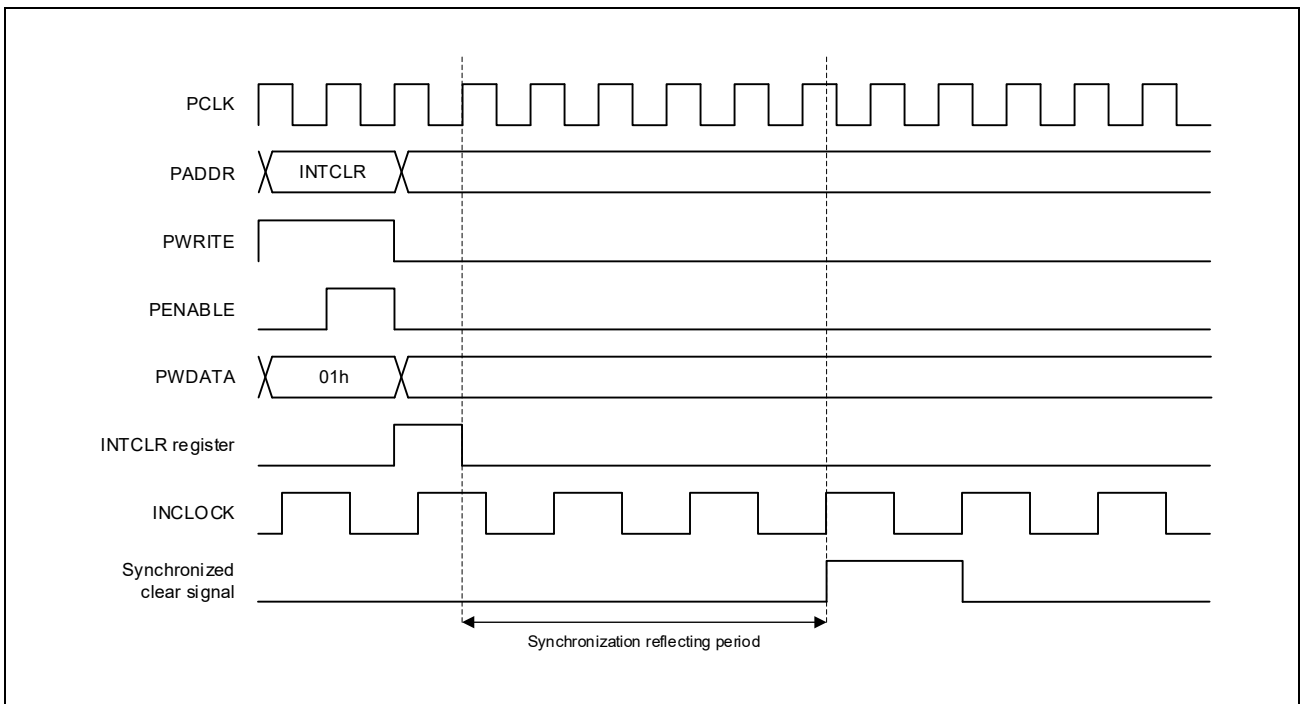 PCLK
PADDR
INTCLR
PWRITE
PENABLE
PWDATA
01h
INTCLR register
INCLOCK
Synchronized
clear signal
Synchronization reflecting period